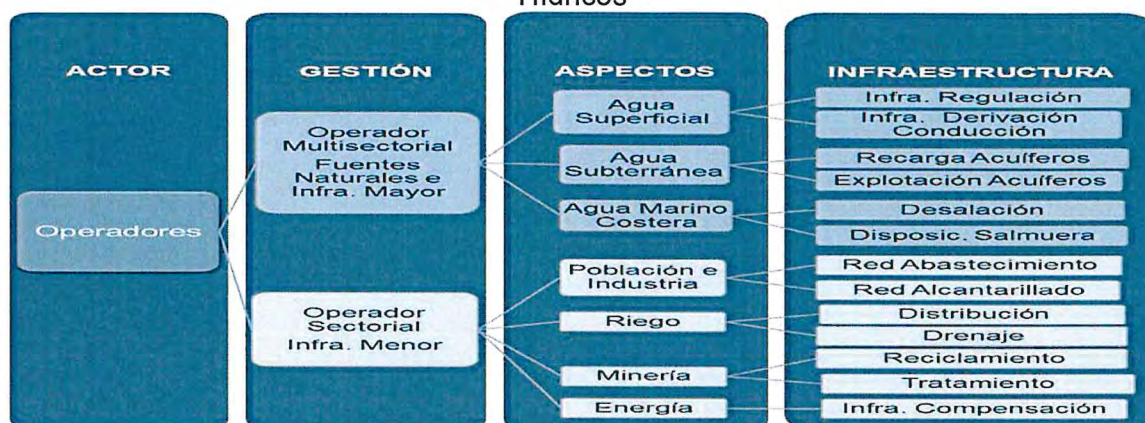 ACTOR
GESTIÓN
ASPECTOS
INFRAESTRUCTURA
Operadores
Operador
Multisectorial
Fuentes
Naturales e
Infra. Mayor
Operador
Sectorial
Infra. Menor
Agua
Superficial
Agua
Subterránea
Agua Marino
Costera
Población e
Industria
Riego
Minería
Energía
Infra. Regulación
Infra. Derivación
Conducción
Recarga Acuíferos
Explotación Acuíferos
Desalación
Disposic. Salmuera
Red Abastecimiento
Red Alcantarillado
Distribución
Drenaje
Reciclamiento
Tratamiento
Infra. Compensación